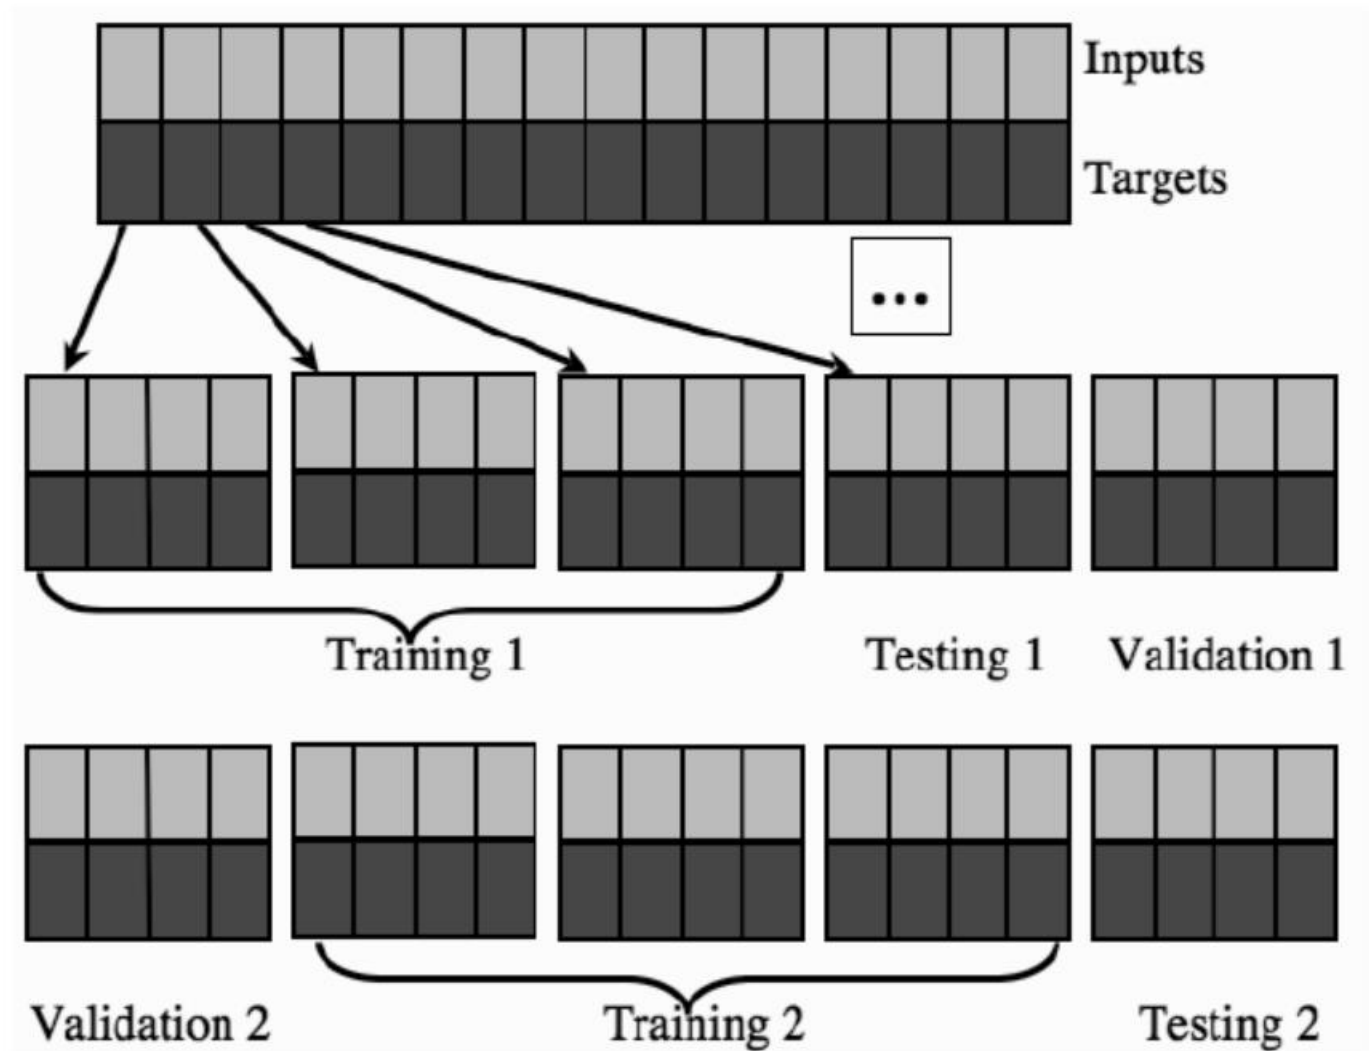 Inputs
Targets
...
Training 1
Testing 1
Validation 1
Validation 2
Training 2
Testing 2